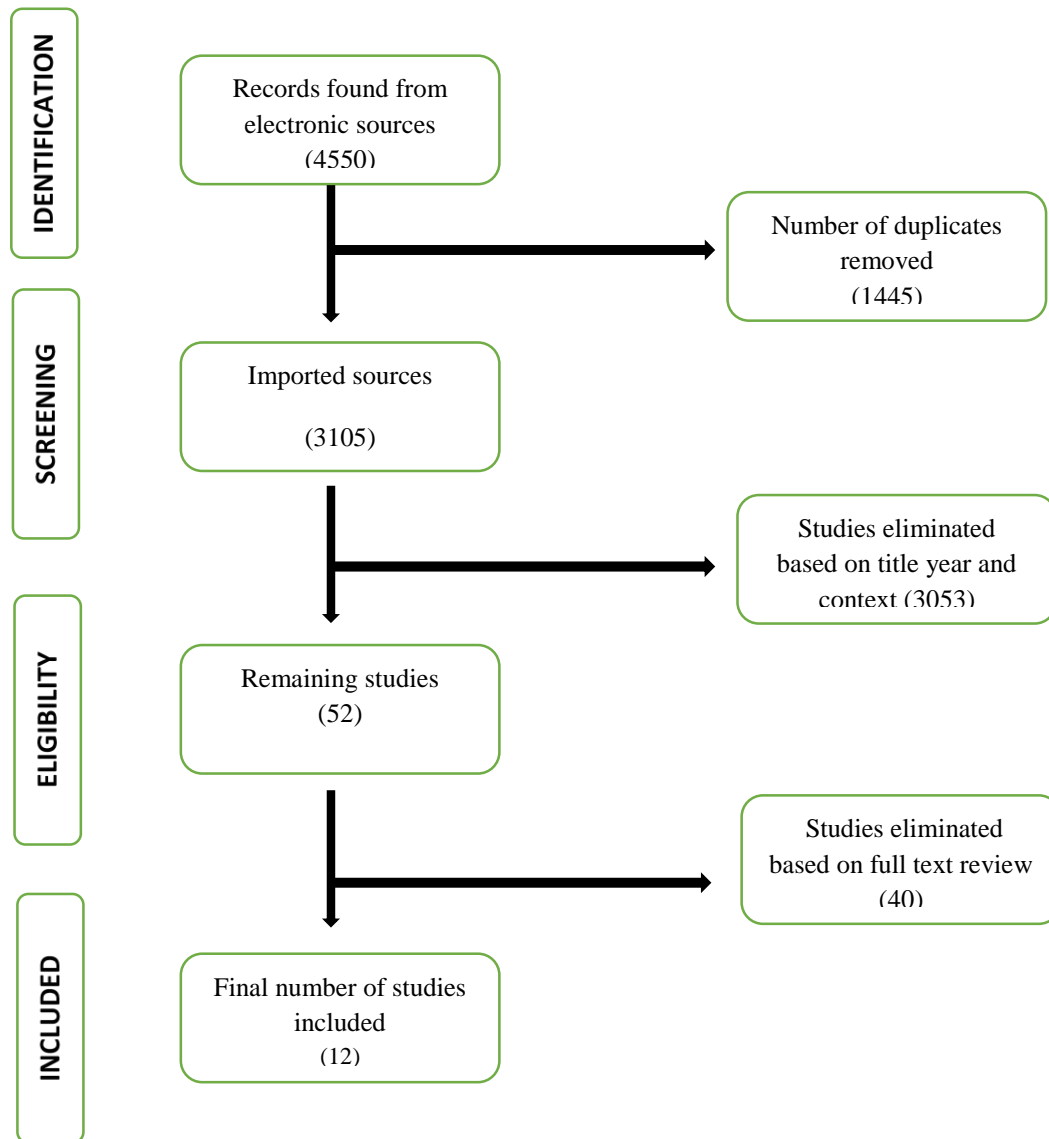 IDENTIFICATION
Records found from
electronic sources
(4550)
Number of duplicates
removed
(1445)
SCREENING
Imported sources
(3105)
Studies eliminated
based on title year and
context (3053)
ELIGIBILITY
Remaining studies
(52)
Studies eliminated
based on full text review
(40)
INCLUDED
Final number of studies
included
(12)